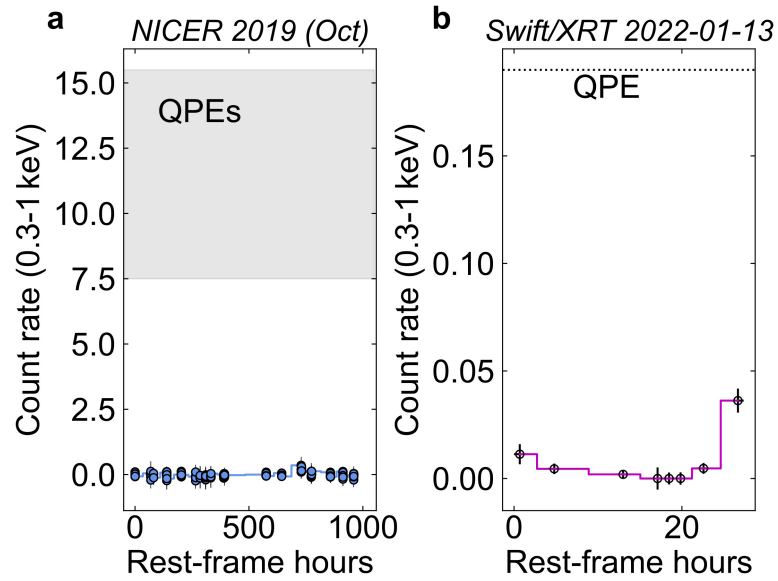 a
NICER 2019 (Oct)
Count rate (0.3-1 keV)
15.0
12.5
10.0
7.5
5.0
2.5
0.0
QPEs
0
500
1000
Rest-frame hours
b
Swift/XRT 2022-01-13
Count rate (0.3-1 keV)
0.15
0.10
0.05
0.00
QPE
0
20
Rest-frame hours